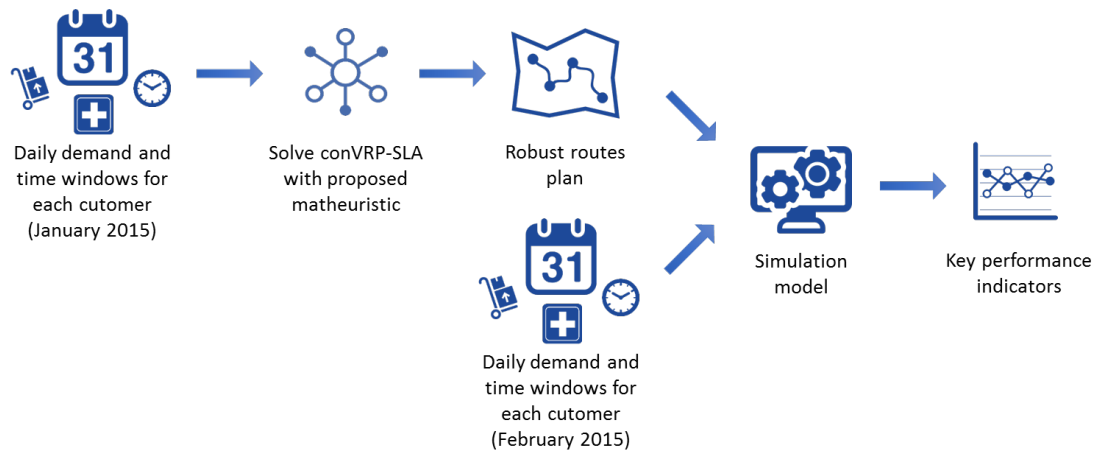 31
Daily demand and
time windows for
each cutomer
(January 2015)
Solve conVRP-SLA
with proposed
matheuristic
Robust routes
plan
31
Daily demand and
time windows for
each cutomer
(February 2015)
Simulation
model
Key performance
indicators